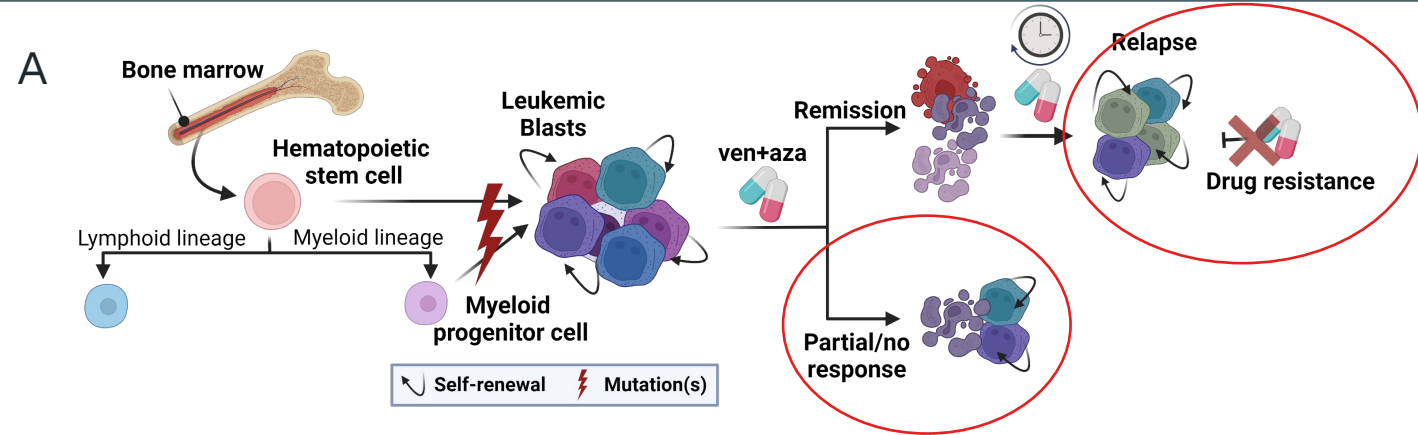 A
Bone marrow
Hematopoietic
stem cell
Lymphoid lineage
Myeloid lineage
Myeloid
progenitor cell
Leukemic
Blasts
ven+aza
Remission
Partial/no
response
Relapse
Drug resistance
Self-renewal
Mutation(s)